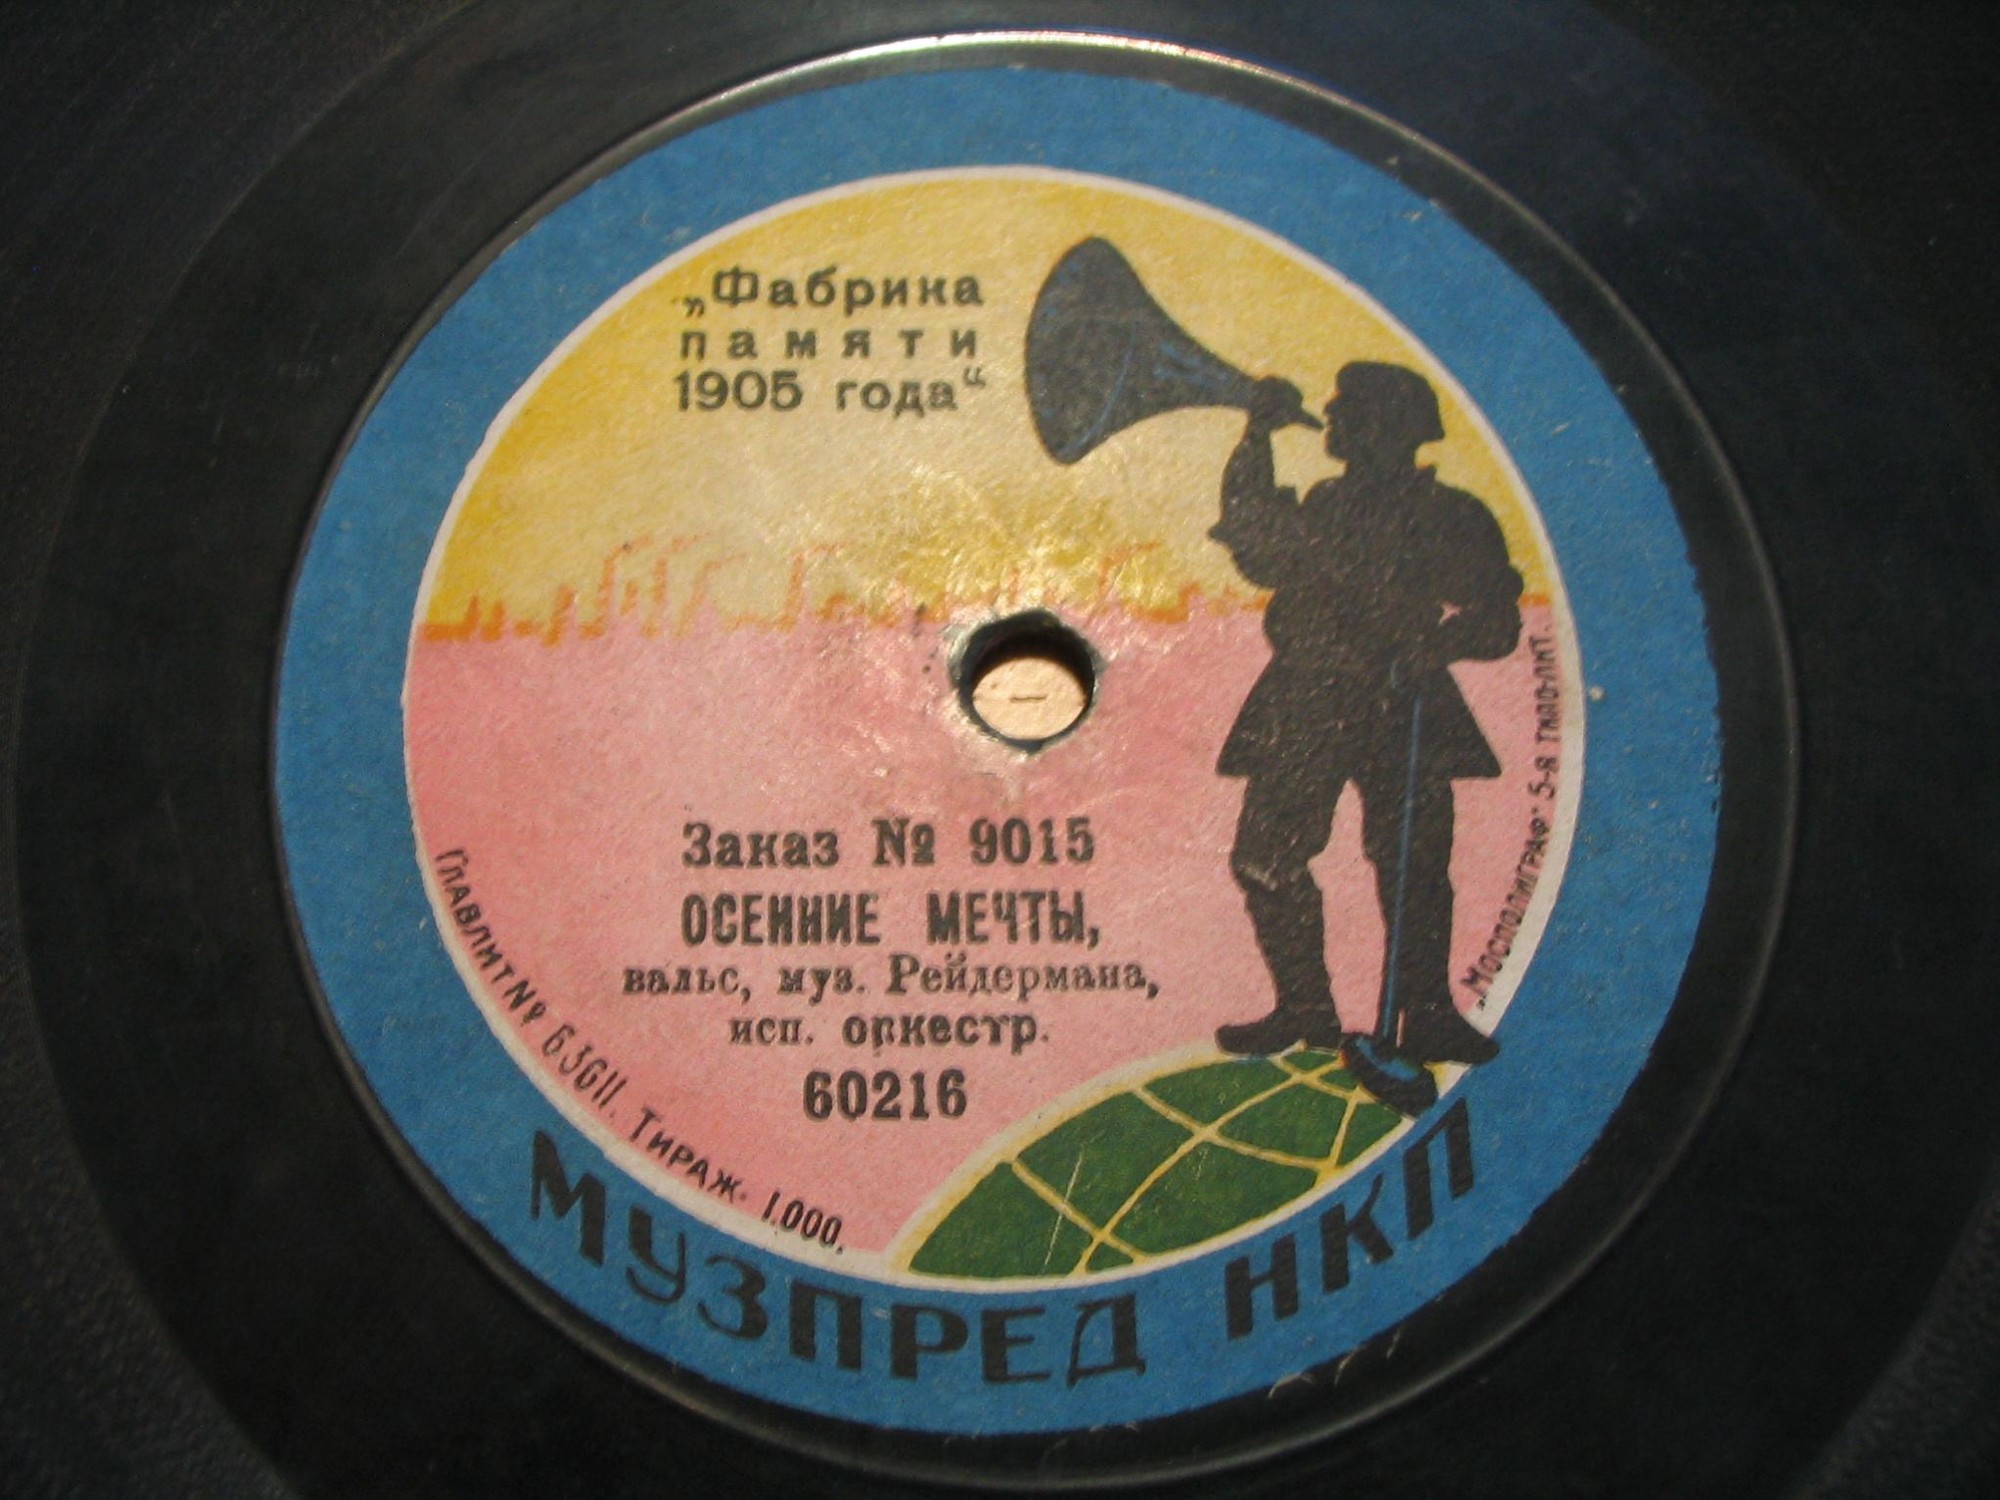 „Фабрика
памяти
1905 года“
Заказ № 9015
ОСЕННИЕ МЕЧТЫ,
вальс, муз. Рейдермана,
исп. оркестр.
60216
Главлит № 63611. Тираж. 1.000.
„Мосполиграф“ 5-я типо-лит.
МУЗПРЕД НКП